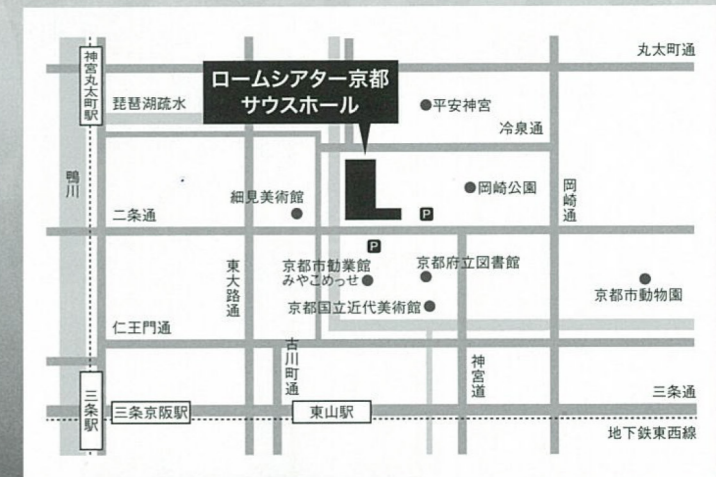 丸太町通
神宮丸太町駅
ロームシアター京都
サウスホール
琵琶湖疏水
平安神宮
冷泉通
鴨川
細見美術館
岡崎公園
岡崎通
二条通
P
P
東大路通
京都市勧業館
みやこめっせ
京都府立図書館
京都市動物園
京都国立近代美術館
仁王門通
古川町通
神宮道
三条通
三条駅
三条京阪駅
東山駅
地下鉄東西線